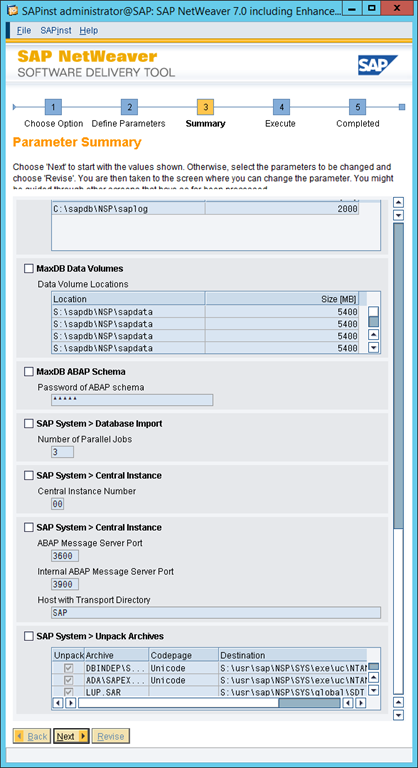 SAPinst administrator@SAP: SAP NetWeaver 7.0 including Enhance...
File SAPinst Help
SAP NetWeaver
SOFTWARE DELIVERY TOOL
SAP
1 2 3 4 5
Choose Option Define Parameters Summary Execute Completed
Parameter Summary
Choose 'Next' to start with the values shown. Otherwise, select the parameters to be changed and
choose 'Revise'. You are then taken to the screen where you can change the parameter. You might
be guided through other screens that have so far been processed.
C:\sapdb\NSP\saplog 2000
MaxDB Data Volumes
Data Volume Locations
Location Size [MB]
S:\sapdb\NSP\sapdata 5400
S:\sapdb\NSP\sapdata 5400
S:\sapdb\NSP\sapdata 5400
S:\sapdb\NSP\sapdata 5400
MaxDB ABAP Schema
Password of ABAP schema
*****
SAP System > Database Import
Number of Parallel Jobs
3
SAP System > Central Instance
Central Instance Number
00
SAP System > Central Instance
ABAP Message Server Port
3600
Internal ABAP Message Server Port
3900
Host with Transport Directory
SAP
SAP System > Unpack Archives
Unpack Archive Codepage Destination
DBINDEP\S... Unicode S:\usr\sap\NSP\SYS\exe\uc\NTAM
ADA\SAPEX... Unicode S:\usr\sap\NSP\SYS\exe\uc\NTAM
LUP.SAR S:\usr\sap\NSP\SYS\global\SDT
Back Next Revise